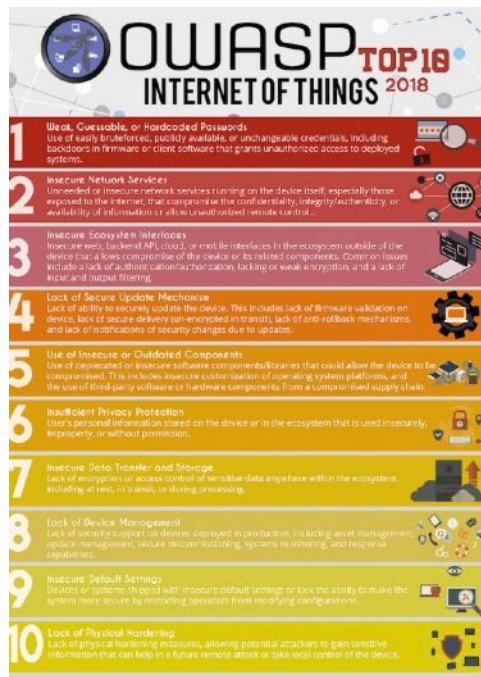 OWASP TOP 10
INTERNET OF THINGS 2018
1
Weak, Guessable, or Hardcoded Passwords
Use of easily bruteforced, publicly available, or unchangeable credentials, including
backdoors in firmware or client software that grants unauthorized access to deployed
systems.
2
Insecure Network Services
Unneeded or insecure network services running on the device itself, especially those
exposed to the internet, that compromise the confidentiality, integrity/authenticity, or
availability of information or allow unauthorized remote control...
3
Insecure Ecosystem Interfaces
Insecure web, backend API, cloud, or mobile interfaces in the ecosystem outside of the
device that allows compromise of the device or its related components. Common issues
include a lack of authentication/authorization, lacking or weak encryption, and a lack of
input and output filtering.
4
Lack of Secure Update Mechanism
Lack of ability to securely update the device. This includes lack of firmware validation on
device, lack of secure delivery (un-encrypted in transit), lack of anti-rollback mechanisms,
and lack of notifications of security changes due to updates.
5
Use of Insecure or Outdated Components
Use of deprecated or insecure software components/libraries that could allow the device to be
compromised. This includes insecure customization of operating system platforms, and
the use of third-party software or hardware components from a compromised supply chain.
6
Insufficient Privacy Protection
User's personal information stored on the device or in the ecosystem that is used insecurely,
improperly, or without permission.
7
Insecure Data Transfer and Storage
Lack of encryption or access control of sensitive data anywhere within the ecosystem,
including at rest, in transit, or during processing.
8
Lack of Device Management
Lack of security support on devices deployed in production, including asset management,
update management, secure decommissioning, systems monitoring, and response
capabilities.
9
Insecure Default Settings
Devices or systems shipped with insecure default settings or lack the ability to make the
system more secure by restricting operators from modifying configurations.
10
Lack of Physical Hardening
Lack of physical hardening measures, allowing potential attackers to gain sensitive
information that can help in a future remote attack or take local control of the device.